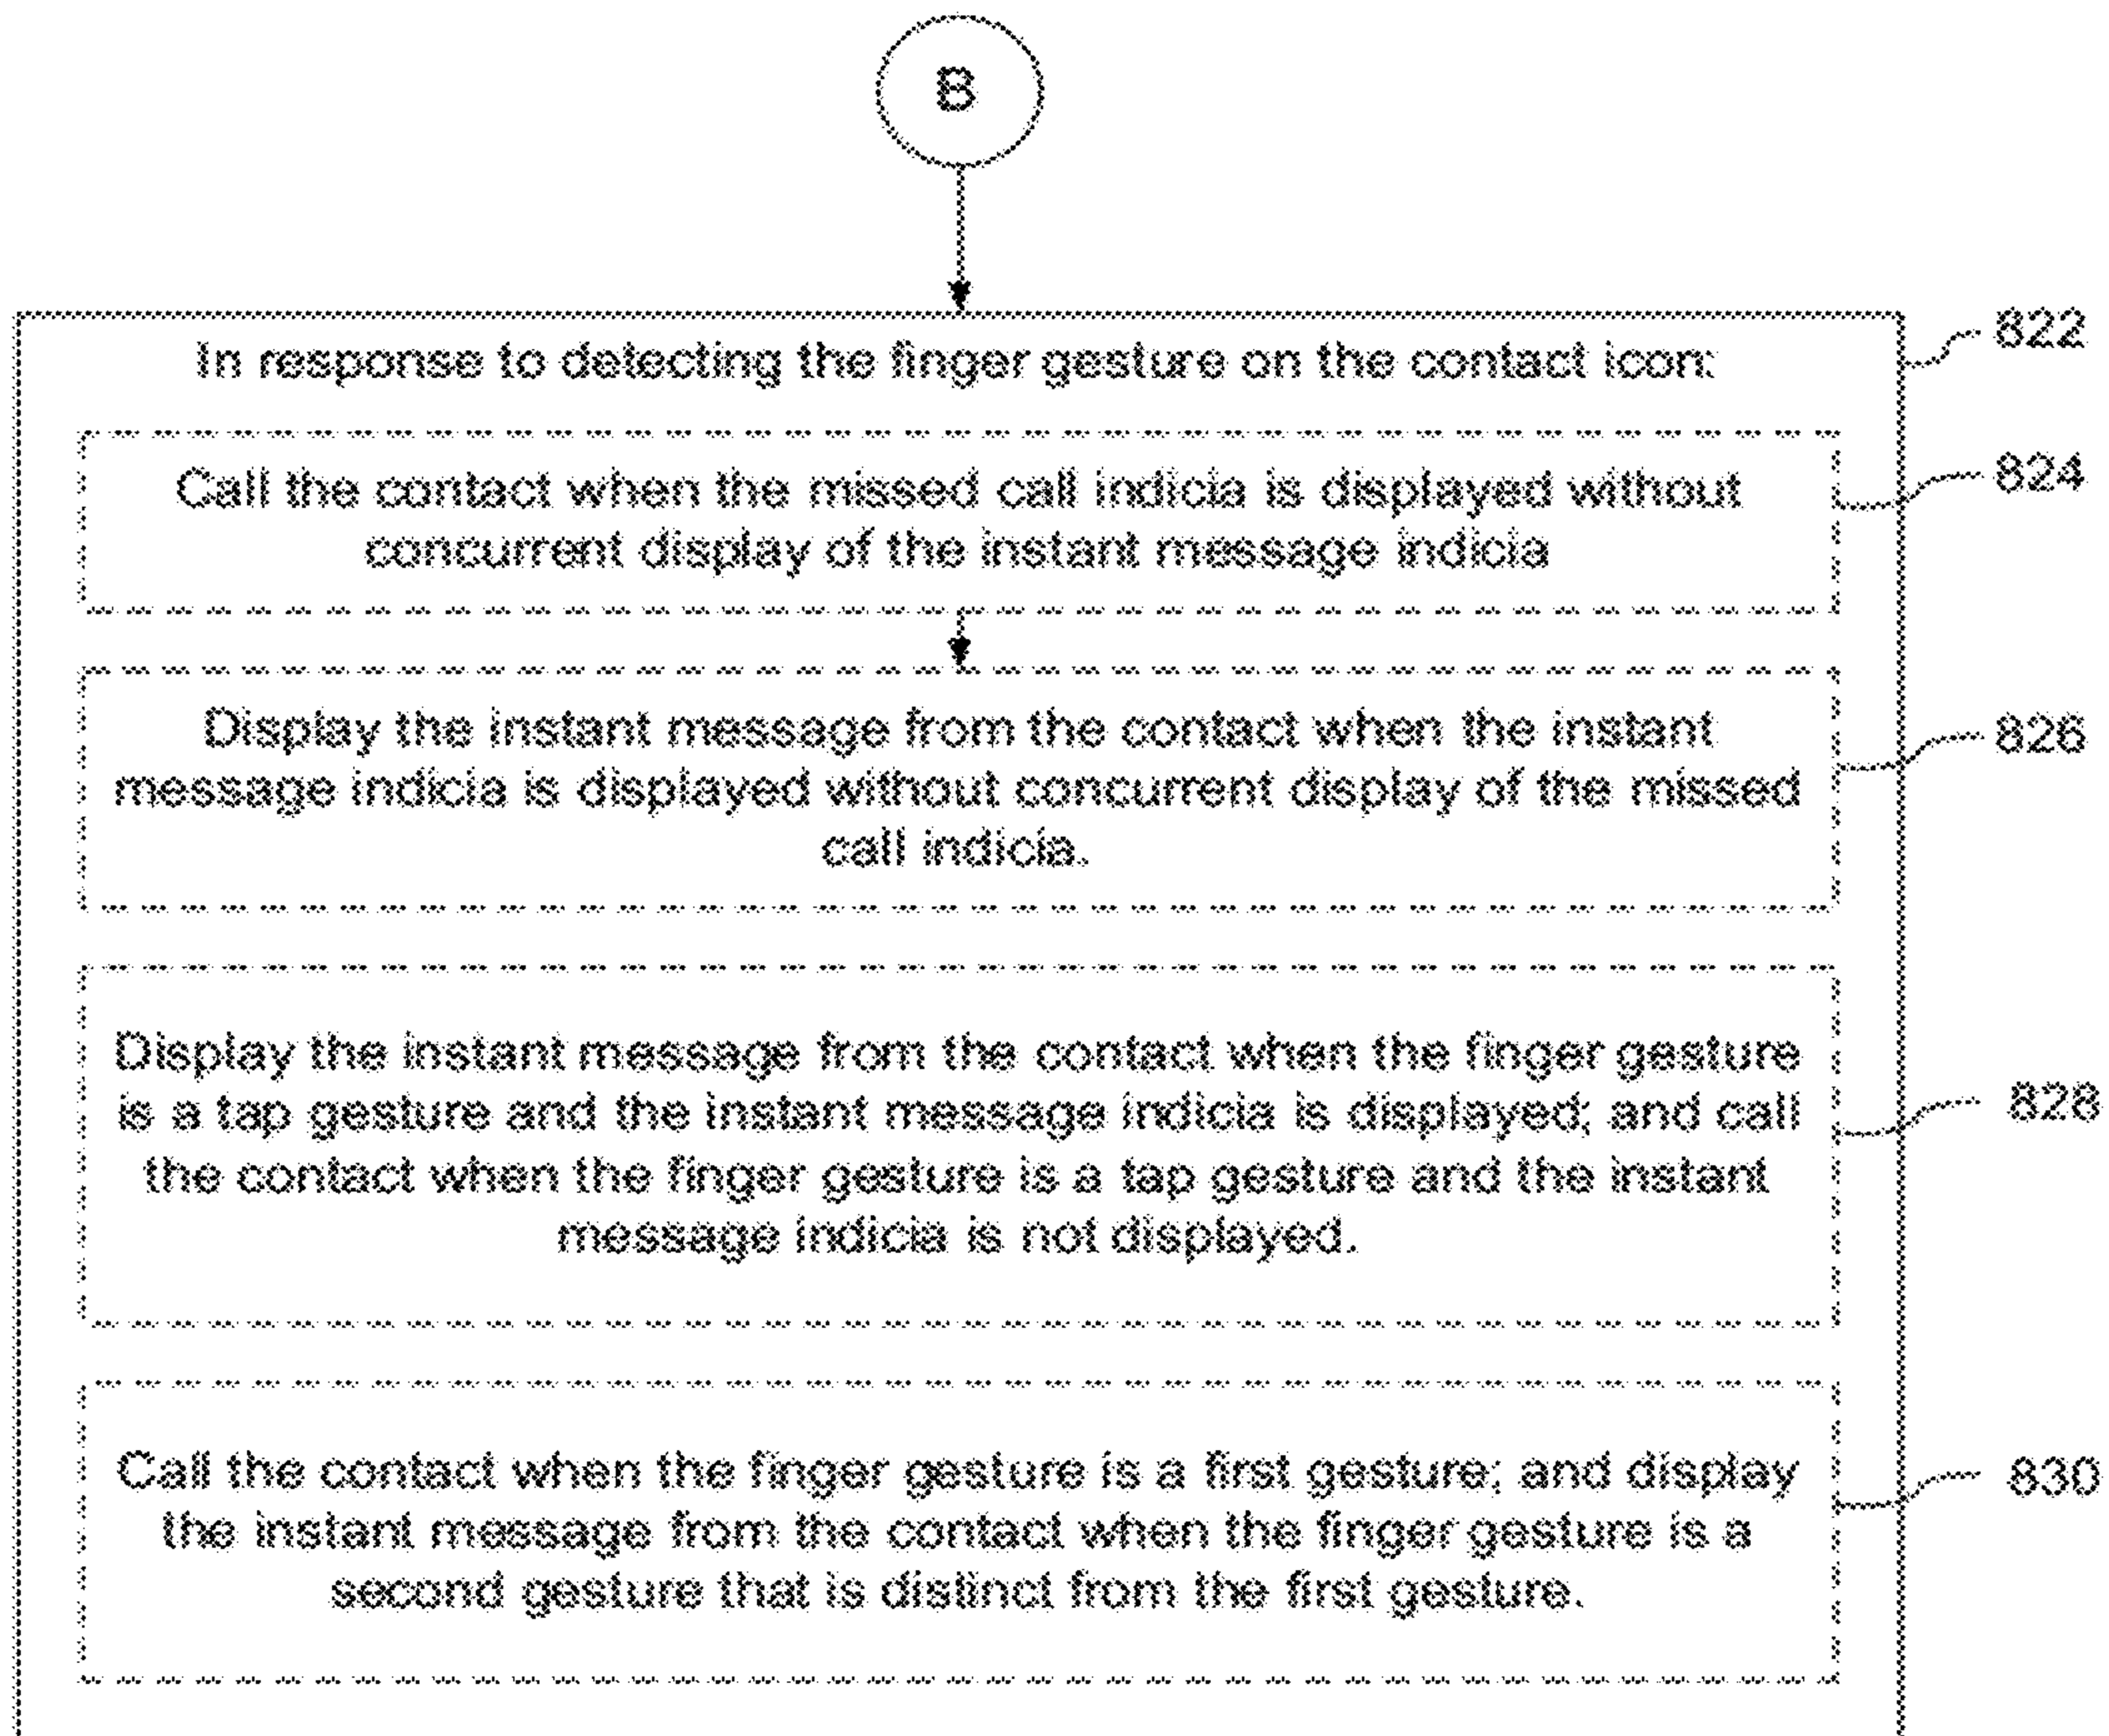 B
In response to detecting the finger gesture on the contact icon:
822
Call the contact when the missed call indicia is displayed without
concurrent display of the instant message indicia
824
Display the instant message from the contact when the instant
message indicia is displayed without concurrent display of the missed
call indicia.
826
Display the instant message from the contact when the finger gesture
is a tap gesture and the instant message indicia is displayed; and call
the contact when the finger gesture is a tap gesture and the instant
message indicia is not displayed.
828
Call the contact when the finger gesture is a first gesture; and display
the instant message from the contact when the finger gesture is a
second gesture that is distinct from the first gesture.
830